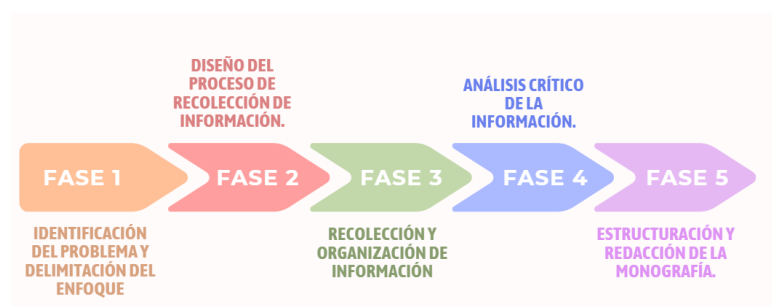 DISEÑO DEL
PROCESO DE
RECOLECCIÓN DE
INFORMACIÓN.
ANÁLISIS CRÍTICO
DE LA
INFORMACIÓN.
FASE 1
FASE 2
FASE 3
FASE 4
FASE 5
IDENTIFICACIÓN
DEL PROBLEMA Y
DELIMITACIÓN DEL
ENFOQUE
RECOLECCIÓN Y
ORGANIZACIÓN DE
INFORMACIÓN
ESTRUCTURACIÓN Y
REDACCIÓN DE LA
MONOGRAFÍA.